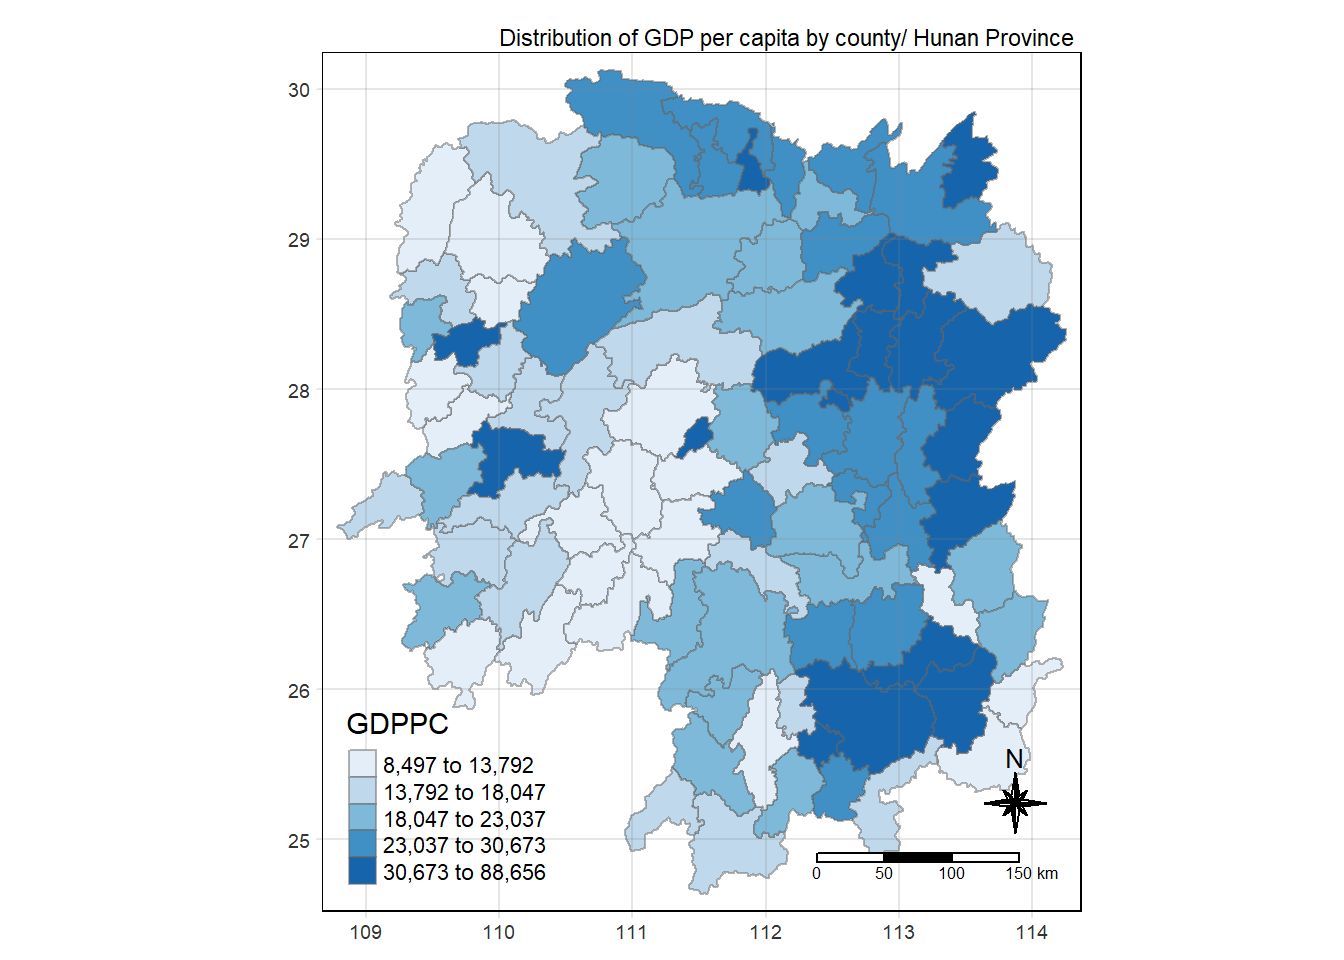 Distribution of GDP per capita by county/ Hunan Province
30
29
28
27
26
25
GDPPC
8,497 to 13,792
13,792 to 18,047
18,047 to 23,037
23,037 to 30,673
30,673 to 88,656
N
0 50 100 150 km
109 110 111 112 113 114